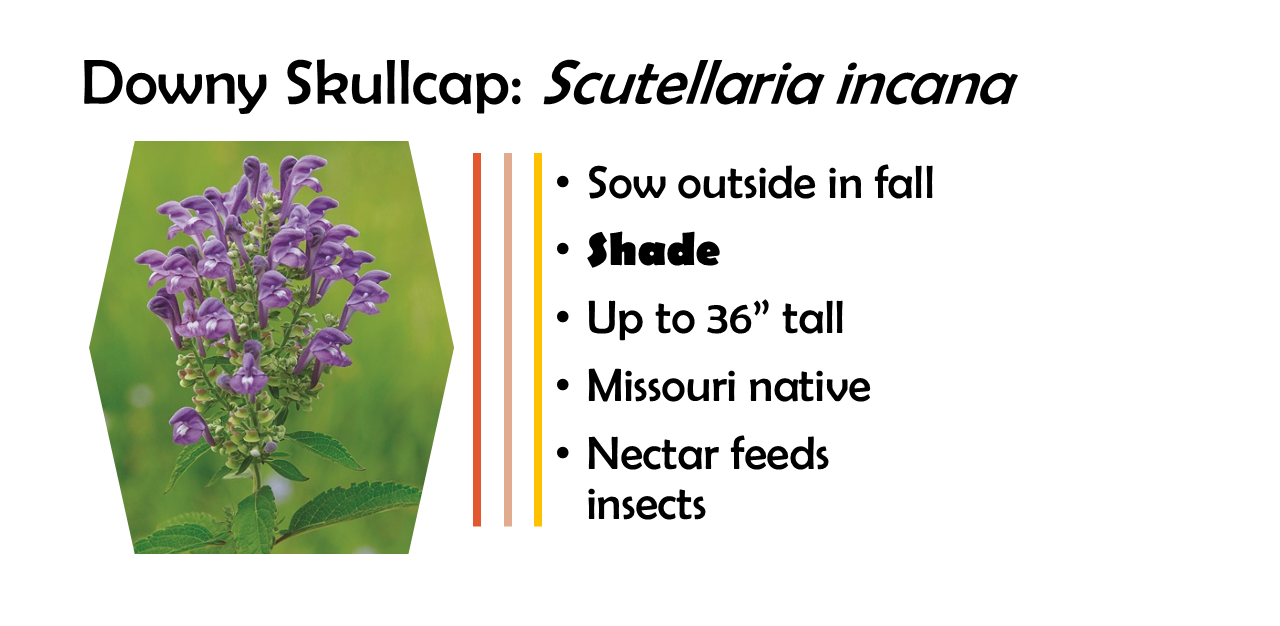 Downy Skullcap: Scutellaria incana
• Sow outside in fall
• Shade
• Up to 36” tall
• Missouri native
• Nectar feeds
insects